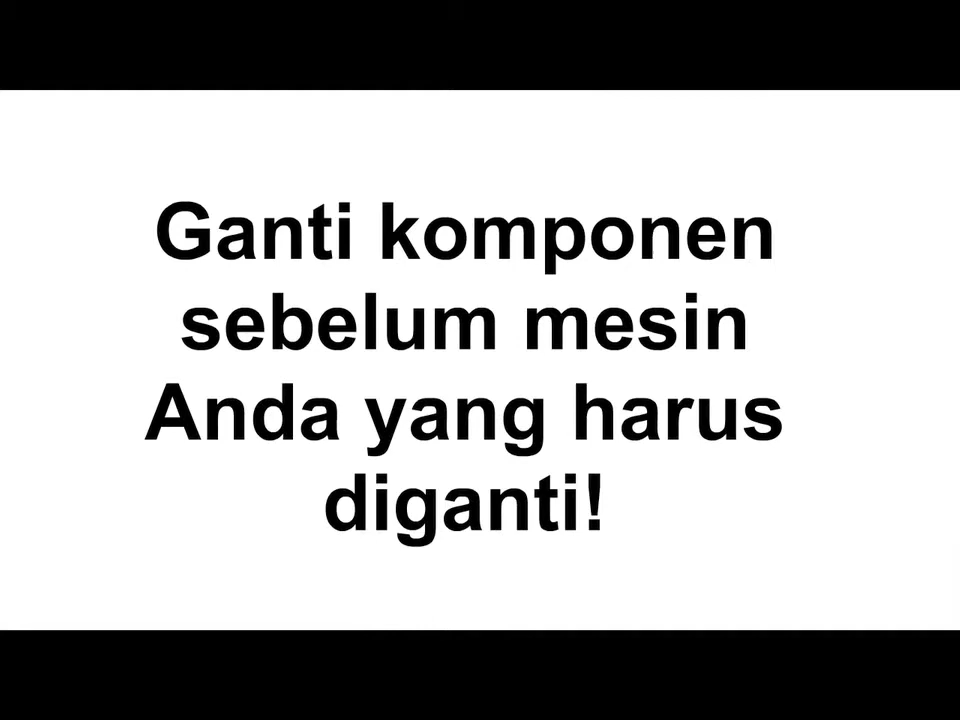 Ganti komponen
sebelum mesin
Anda yang harus
diganti!